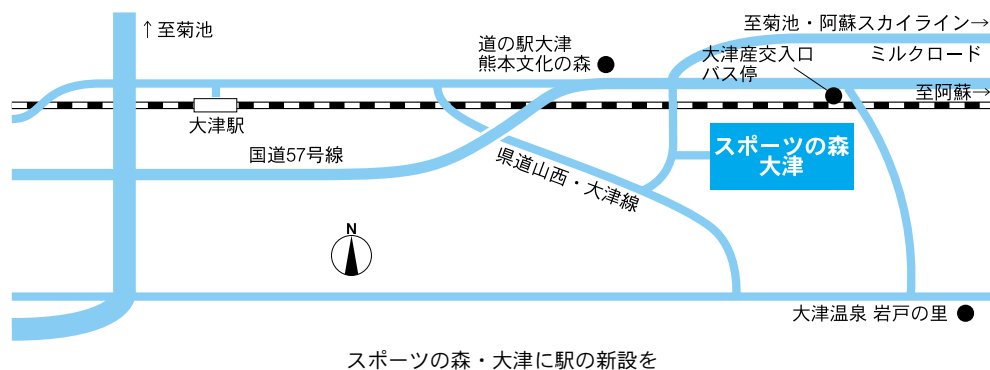 ↑至菊池
至菊池・阿蘇スカイライン→
道の駅大津
熊本文化の森
大津産交入口
バス停
ミルクロード
至阿蘇→
大津駅
スポーツの森
大津
国道57号線
県道山西・大津線
N
大津温泉 岩戸の里
スポーツの森・大津に駅の新設を